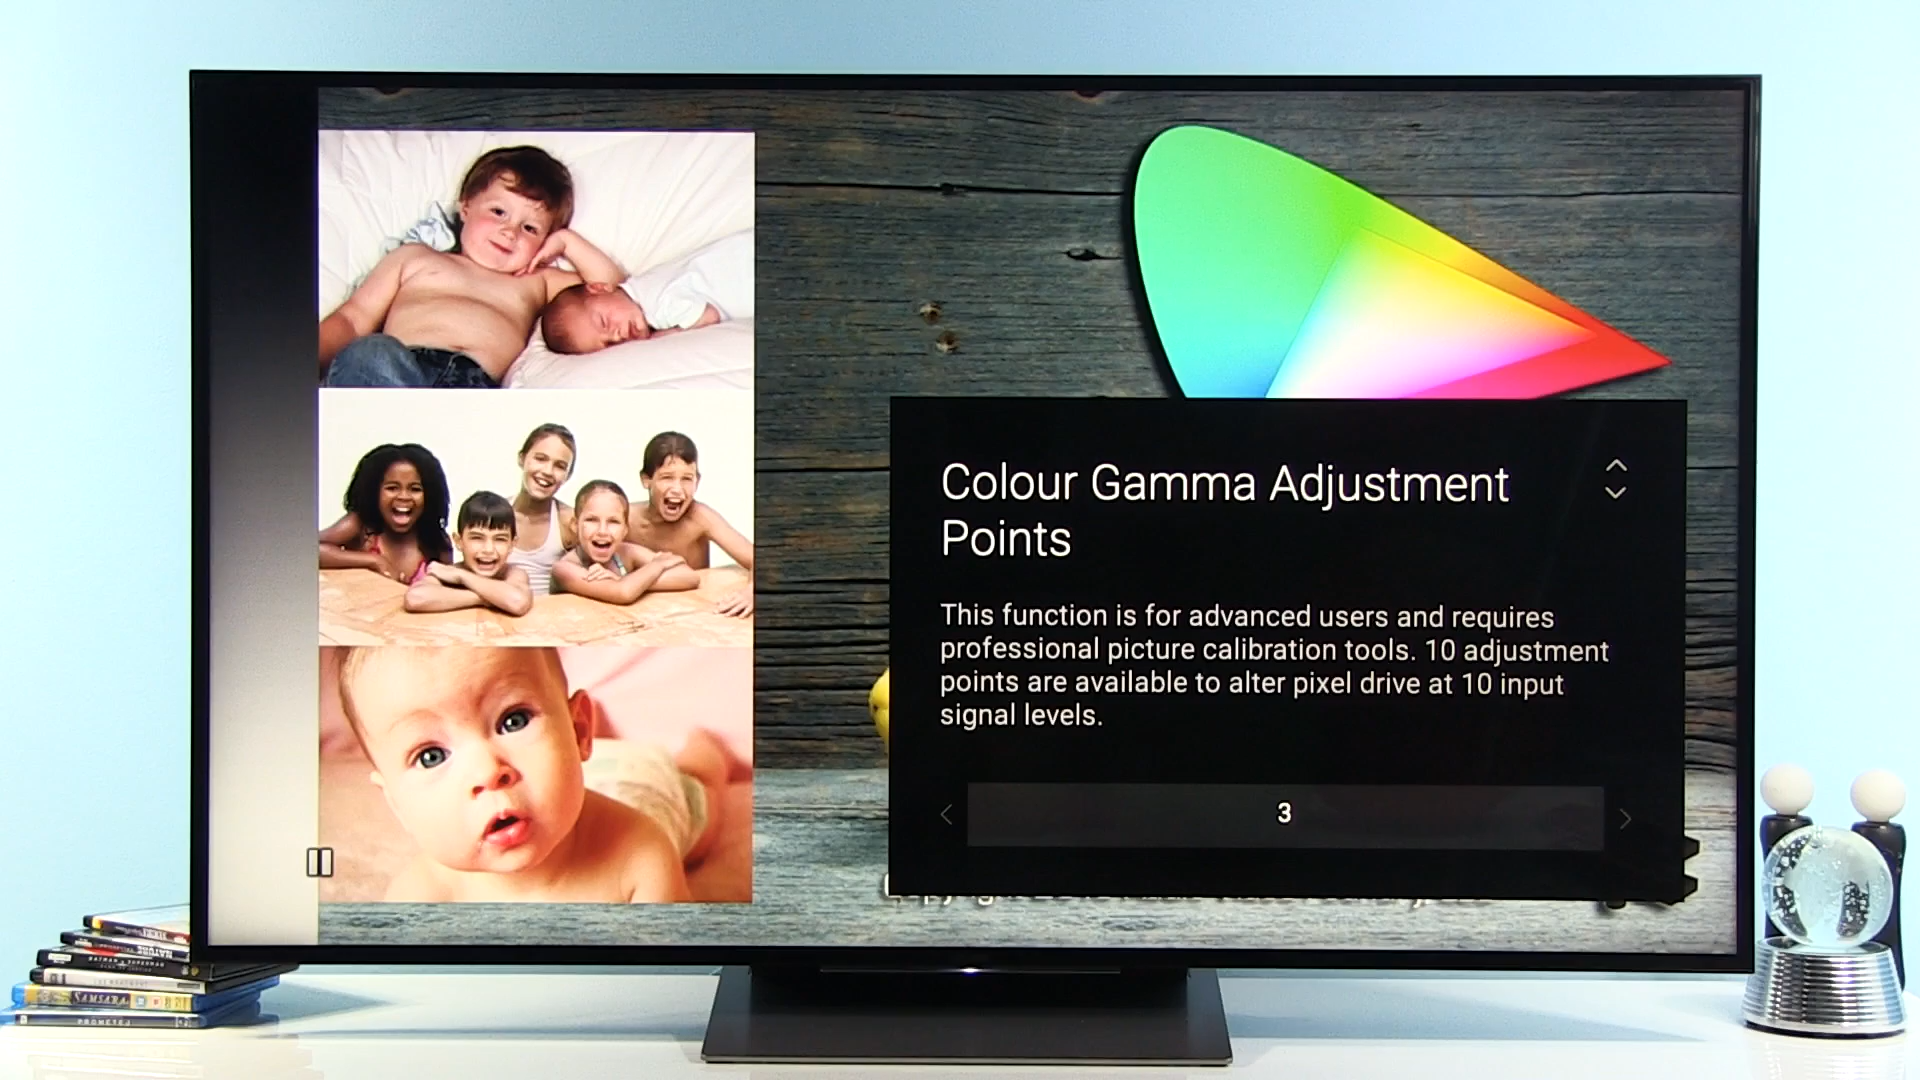 Colour Gamma Adjustment
Points
This function is for advanced users and requires
professional picture calibration tools. 10 adjustment
points are available to alter pixel drive at 10 input
signal levels.
3
SAMSARA
PROMETEJ